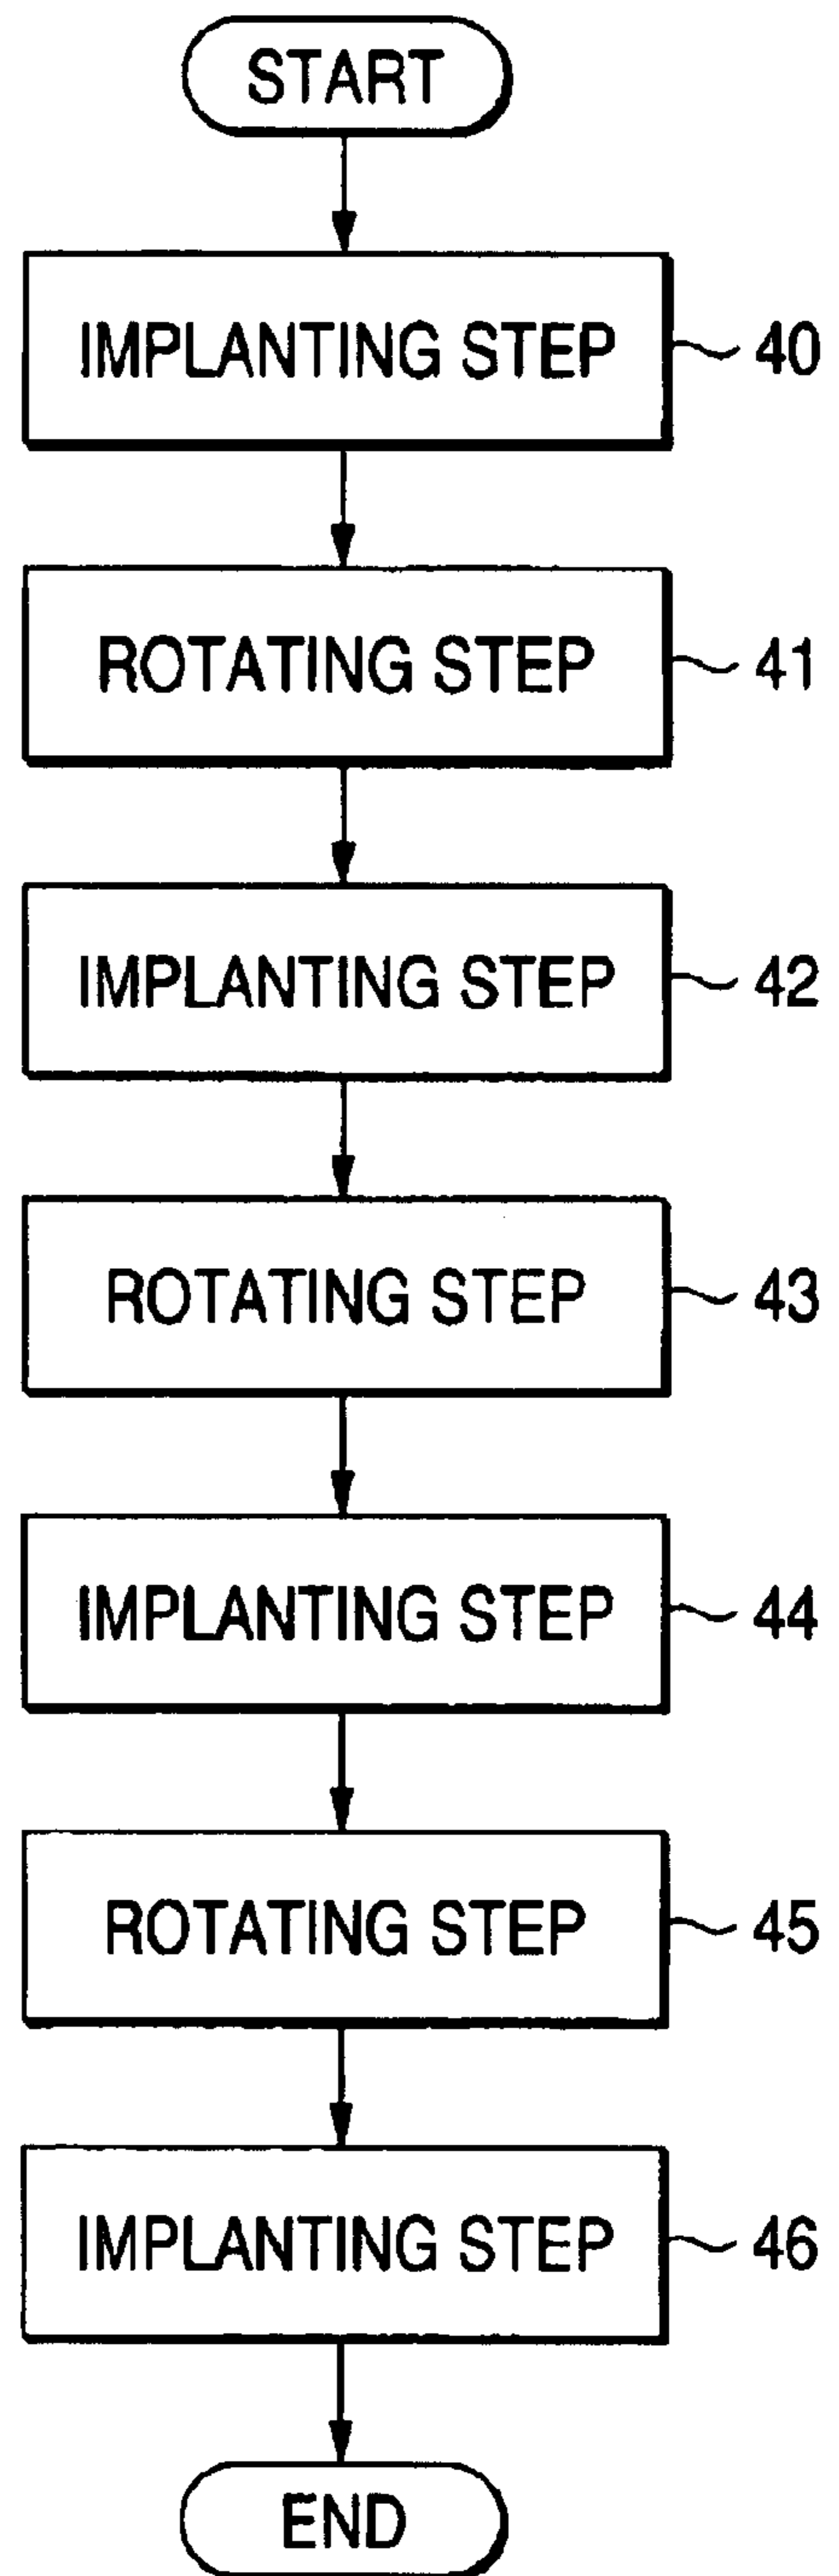 START
IMPLANTING STEP 40
ROTATING STEP 41
IMPLANTING STEP 42
ROTATING STEP 43
IMPLANTING STEP 44
ROTATING STEP 45
IMPLANTING STEP 46
END